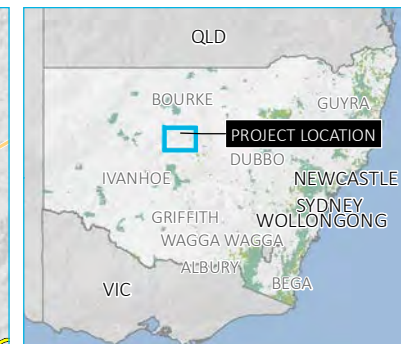 QLD
BOURKE
GUYRA
PROJECT LOCATION
DUBBO
IVANHOE
NEWCASTLE
SYDNEY
GRIFFITH
WOLLONGONG
WAGGA WAGGA
ALBURY
BEGA
VIC